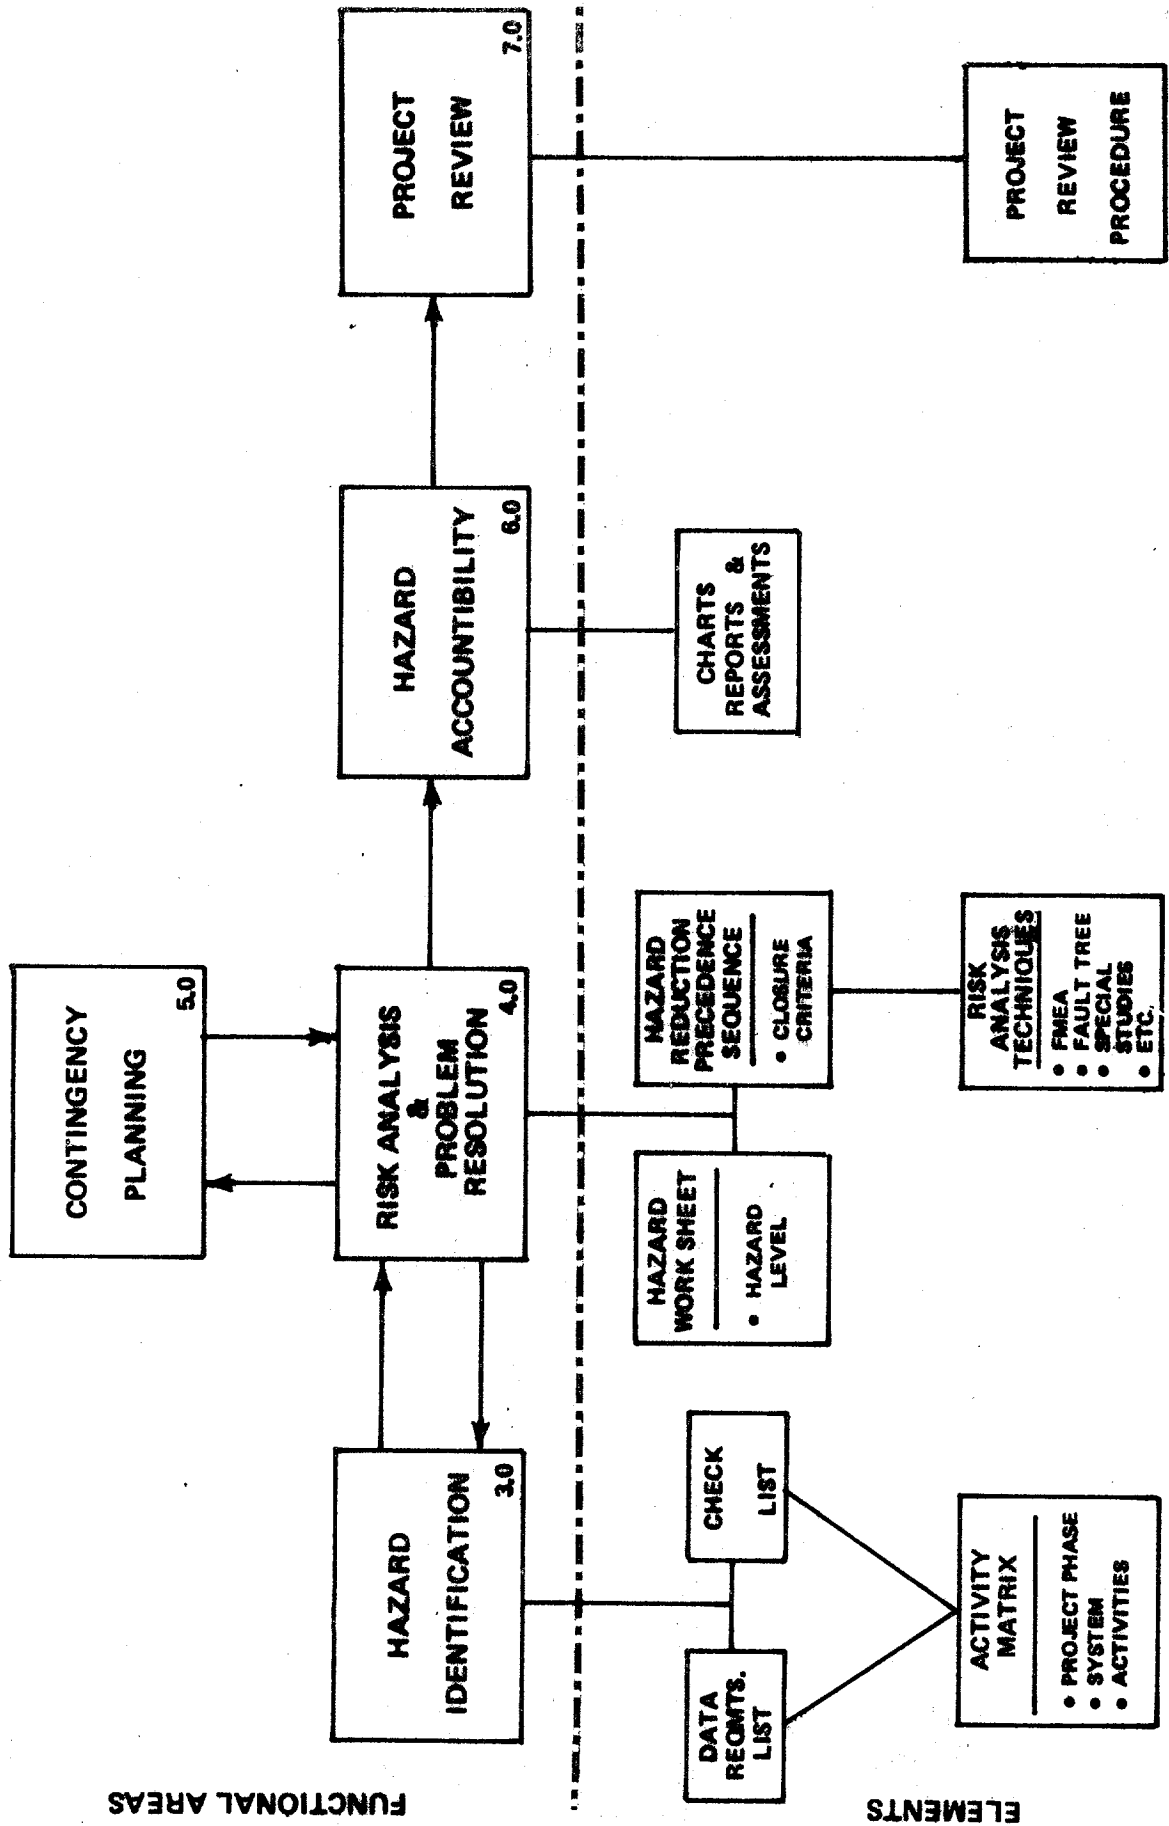 FUNCTIONAL AREAS
CONTINGENCY
PLANNING
5.0
HAZARD
IDENTIFICATION
3.0
RISK ANALYSIS
&
PROBLEM
RESOLUTION
4.0
HAZARD
ACCOUNTIBILITY
6.0
PROJECT
REVIEW
7.0
ELEMENTS
DATA
REQMTS.
LIST
CHECK
LIST
ACTIVITY
MATRIX
• PROJECT PHASE
• SYSTEM
• ACTIVITIES
HAZARD
WORK SHEET
• HAZARD
LEVEL
HAZARD
REDUCTION
PRECEDENCE
SEQUENCE
• CLOSURE
CRITERIA
RISK
ANALYSIS
TECHNIQUES
• FMEA
• FAULT TREE
• SPECIAL
STUDIES
• ETC.
CHARTS
REPORTS &
ASSESSMENTS
PROJECT
REVIEW
PROCEDURE